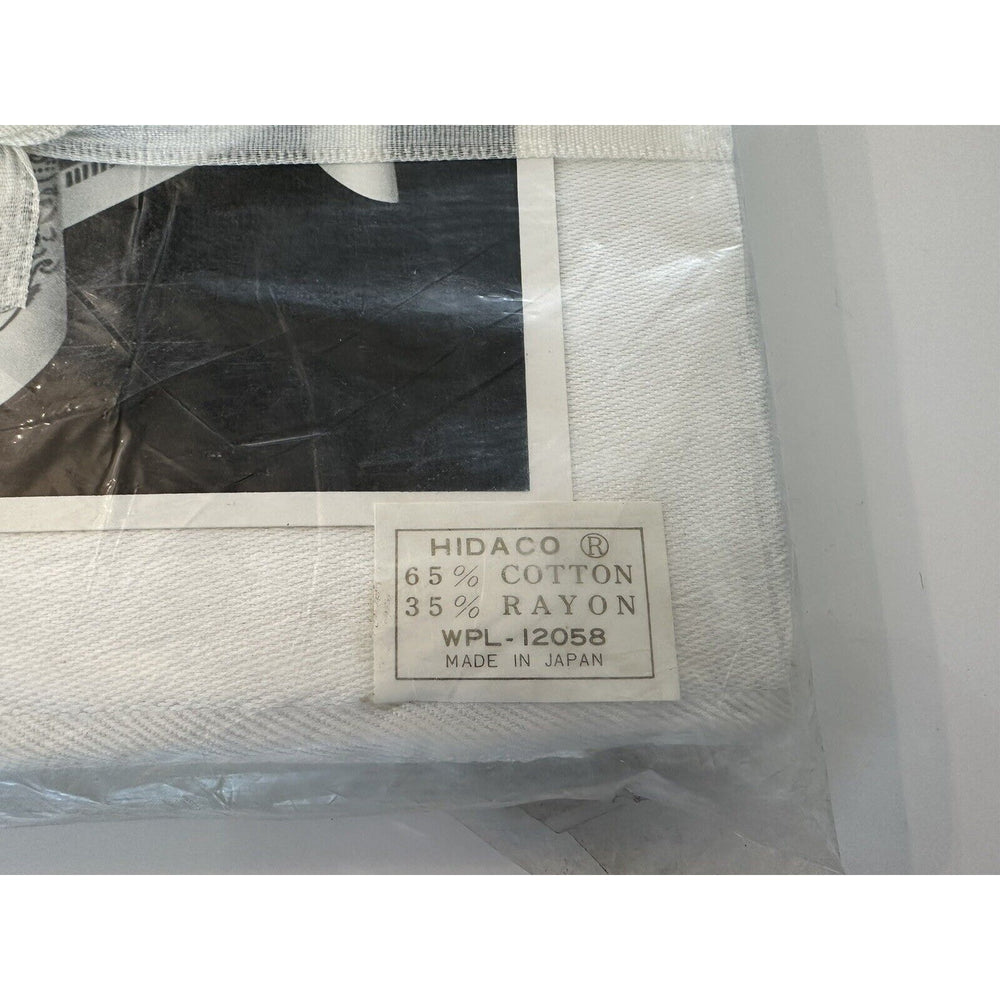 HIDACO ®
65% COTTON
35% RAYON
WPL-12058
MADE IN JAPAN